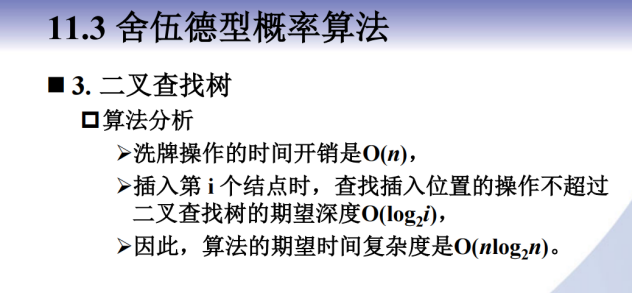 11.3 舍伍德型概率算法
■ 3. 二叉查找树
算法分析
➢洗牌操作的时间开销是O(n)，
➢插入第 i 个结点时，查找插入位置的操作不超过
二叉查找树的期望深度O(log₂i)，
➢因此，算法的期望时间复杂度是O(nlog₂n)。